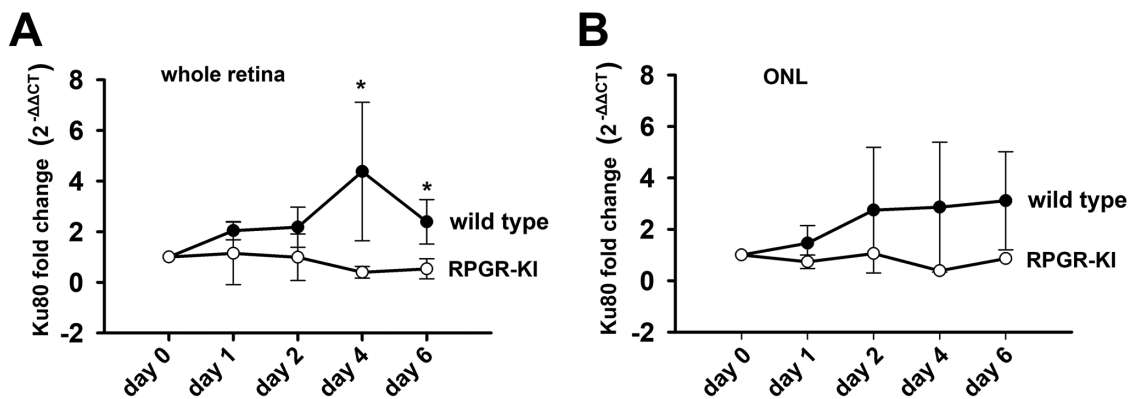 A
whole retina
Ku80 fold change (2^-ΔΔCT)
8
6
4
2
0
-2
*
*
wild type
RPGR-KI
day 0
day 1
day 2
day 4
day 6
B
ONL
Ku80 fold change (2^-ΔΔCT)
8
6
4
2
0
-2
wild type
RPGR-KI
day 0
day 1
day 2
day 4
day 6